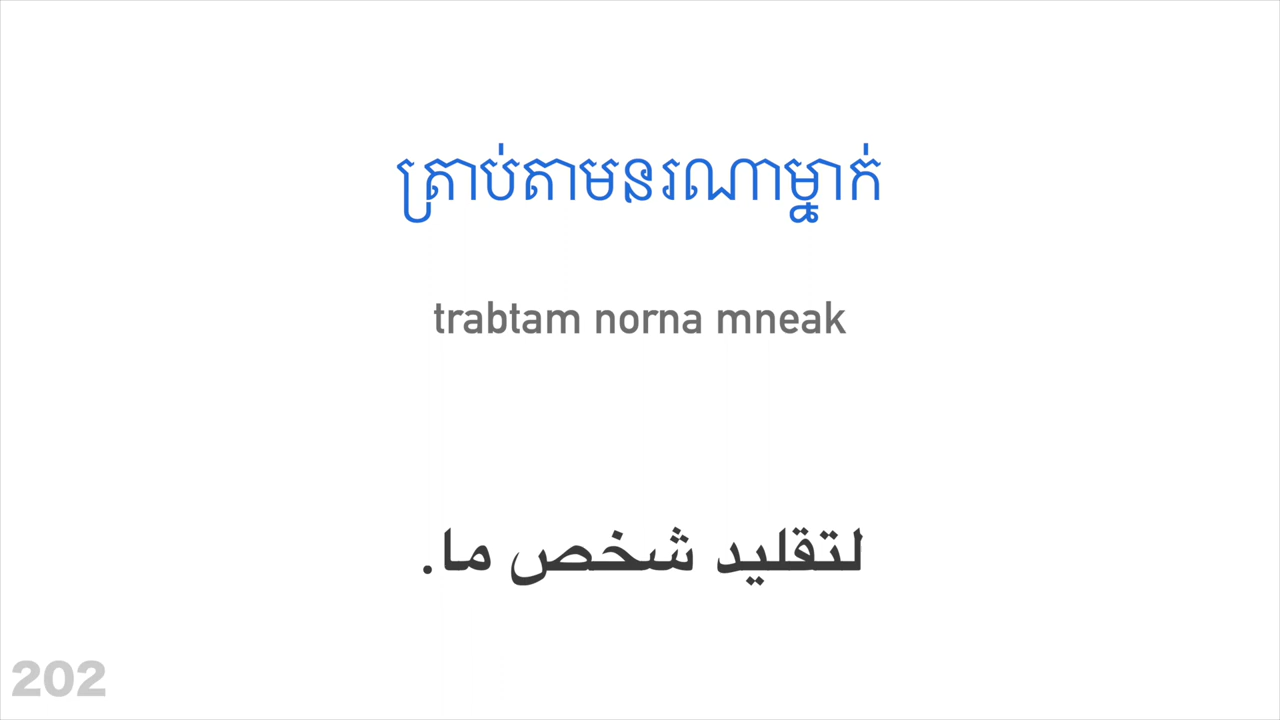 ត្រាប់តាមនរណាម្នាក់
trabtam norna mneak
لتقليد شخص ما.
202